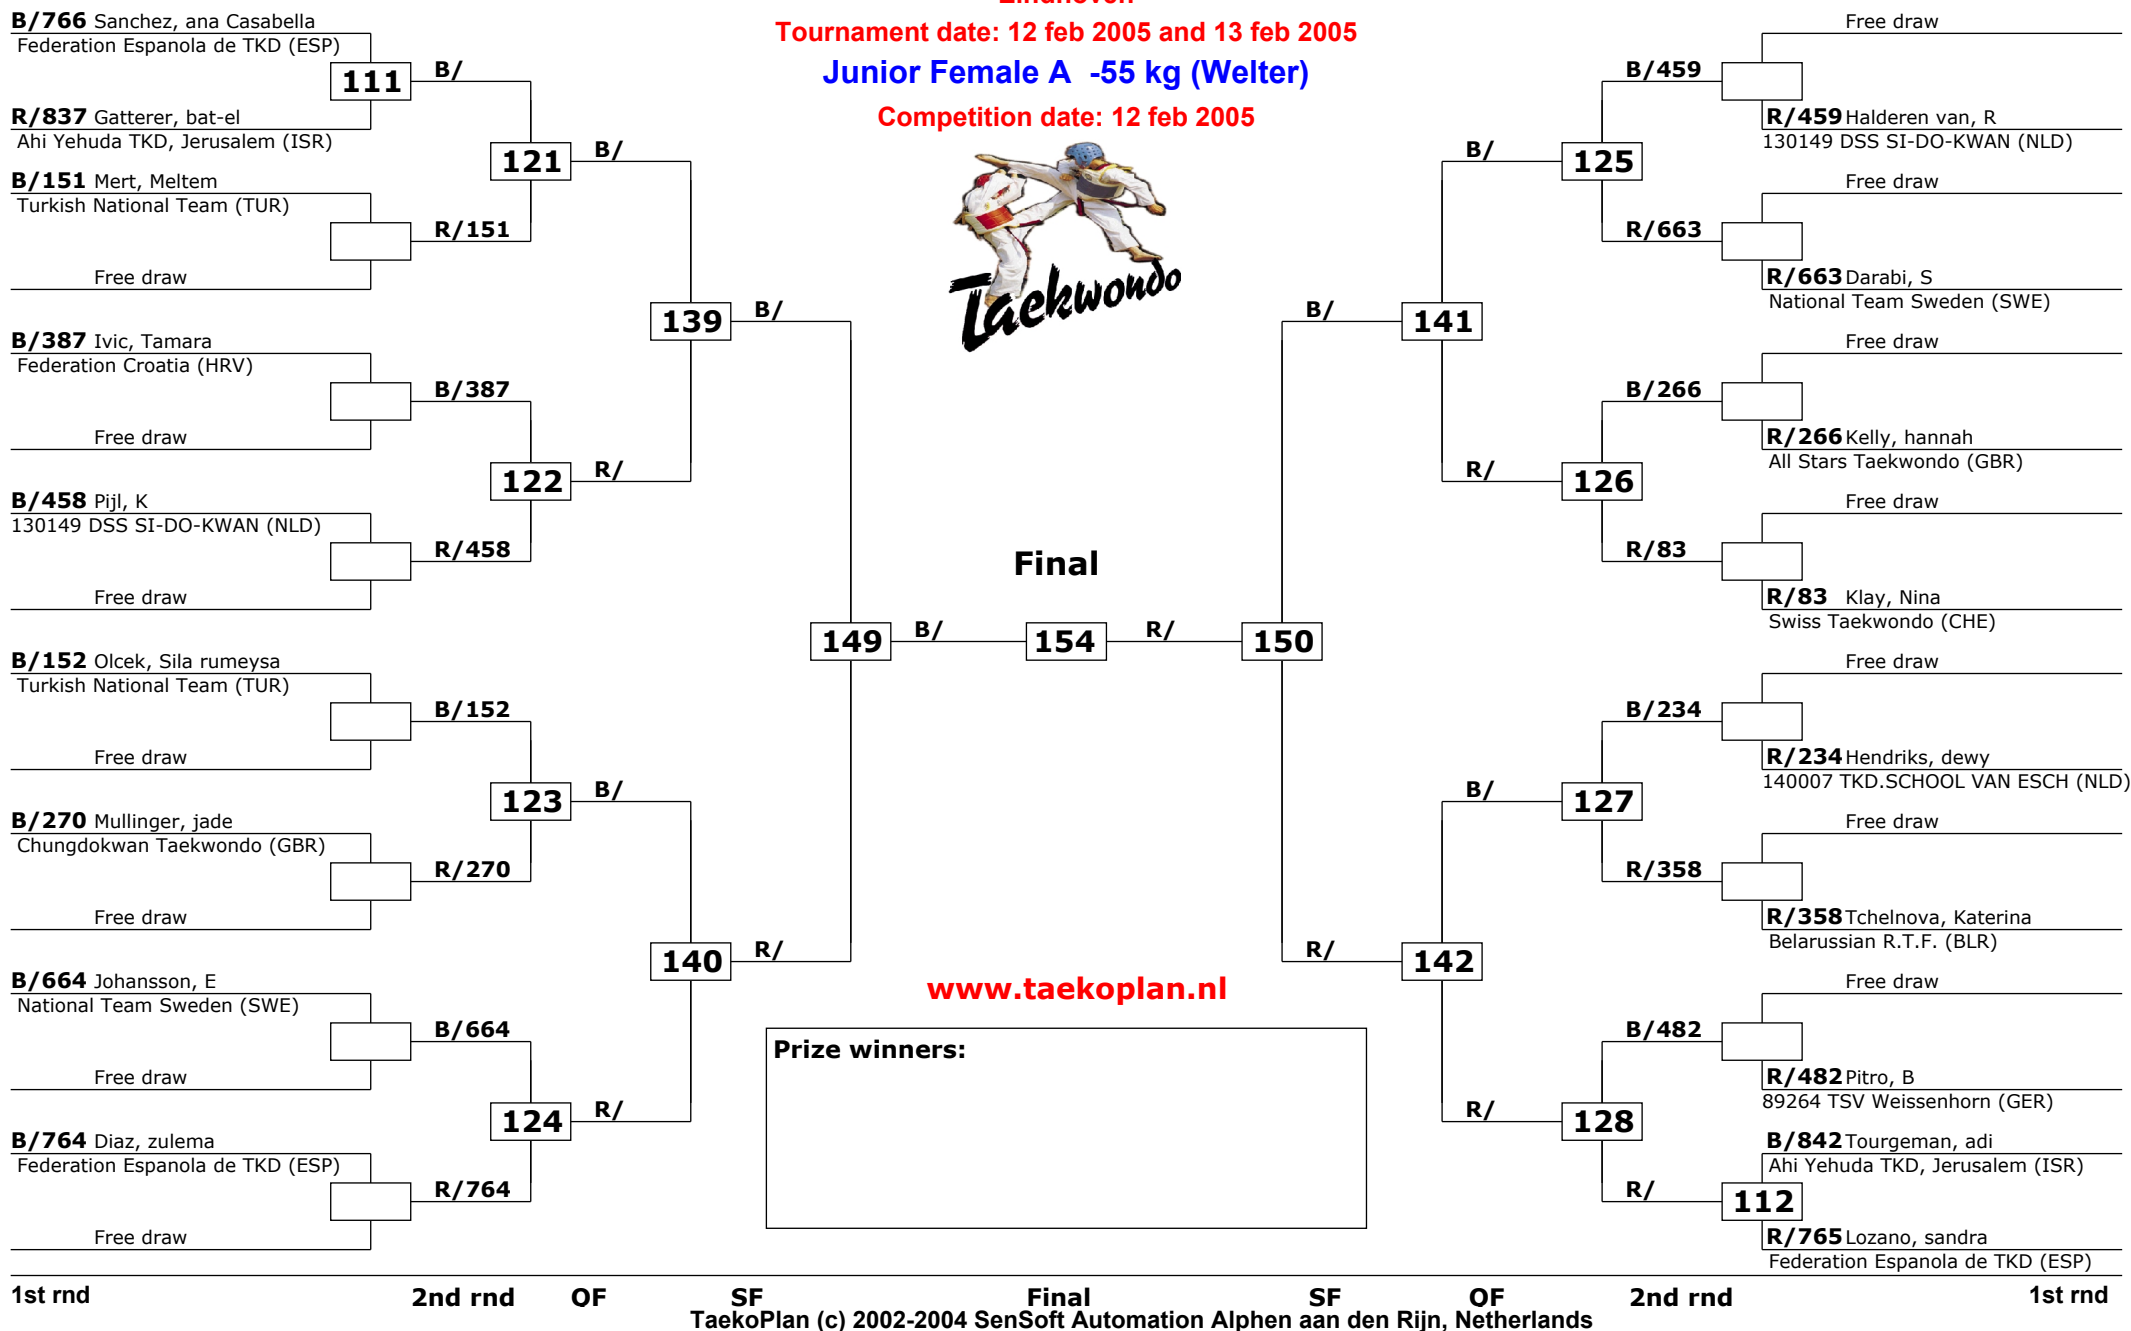 Eindhoven
Tournament date: 12 feb 2005 and 13 feb 2005
Junior Female A -55 kg (Welter)
Competition date: 12 feb 2005
Taekwondo
B/766 Sanchez, ana Casabella
Federation Espanola de TKD (ESP)
111
B/
R/837 Gatterer, bat-el
Ahi Yehuda TKD, Jerusalem (ISR)
121
B/
B/151 Mert, Meltem
Turkish National Team (TUR)
R/151
Free draw
139
B/
B/387 Ivic, Tamara
Federation Croatia (HRV)
B/387
Free draw
122
R/
B/458 Pijl, K
130149 DSS SI-DO-KWAN (NLD)
R/458
Free draw
149
B/
B/152 Olcek, Sila rumeysa
Turkish National Team (TUR)
B/152
Free draw
123
B/
B/270 Mullinger, jade
Chungdokwan Taekwondo (GBR)
R/270
Free draw
140
R/
B/664 Johansson, E
National Team Sweden (SWE)
B/664
Free draw
124
R/
B/764 Diaz, zulema
Federation Espanola de TKD (ESP)
R/764
Free draw
Final
154
R/
150
www.taekoplan.nl
Prize winners:
Free draw
B/459
R/459 Halderen van, R
130149 DSS SI-DO-KWAN (NLD)
B/
125
Free draw
R/663
R/663 Darabi, S
National Team Sweden (SWE)
B/
141
Free draw
B/266
R/266 Kelly, hannah
All Stars Taekwondo (GBR)
R/
126
Free draw
R/83
R/83 Klay, Nina
Swiss Taekwondo (CHE)
Free draw
B/234
R/234 Hendriks, dewy
140007 TKD.SCHOOL VAN ESCH (NLD)
B/
127
Free draw
R/358
R/358 Tchelnova, Katerina
Belarussian R.T.F. (BLR)
R/
142
Free draw
B/482
R/482 Pitro, B
89264 TSV Weissenhorn (GER)
R/
128
B/842 Tourgeman, adi
Ahi Yehuda TKD, Jerusalem (ISR)
R/
112
R/765 Lozano, sandra
Federation Espanola de TKD (ESP)
1st rnd 2nd rnd QF SF Final SF QF 2nd rnd 1st rnd
TaekoPlan (c) 2002-2004 SenSoft Automation Alphen aan den Rijn, Netherlands